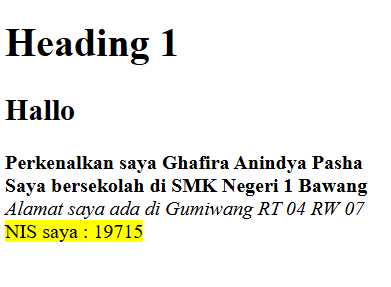 Heading 1
Hallo
Perkenalkan saya Ghafira Anindya Pasha
Saya bersekolah di SMK Negeri 1 Bawang
Alamat saya ada di Gumiwang RT 04 RW 07
NIS saya : 19715